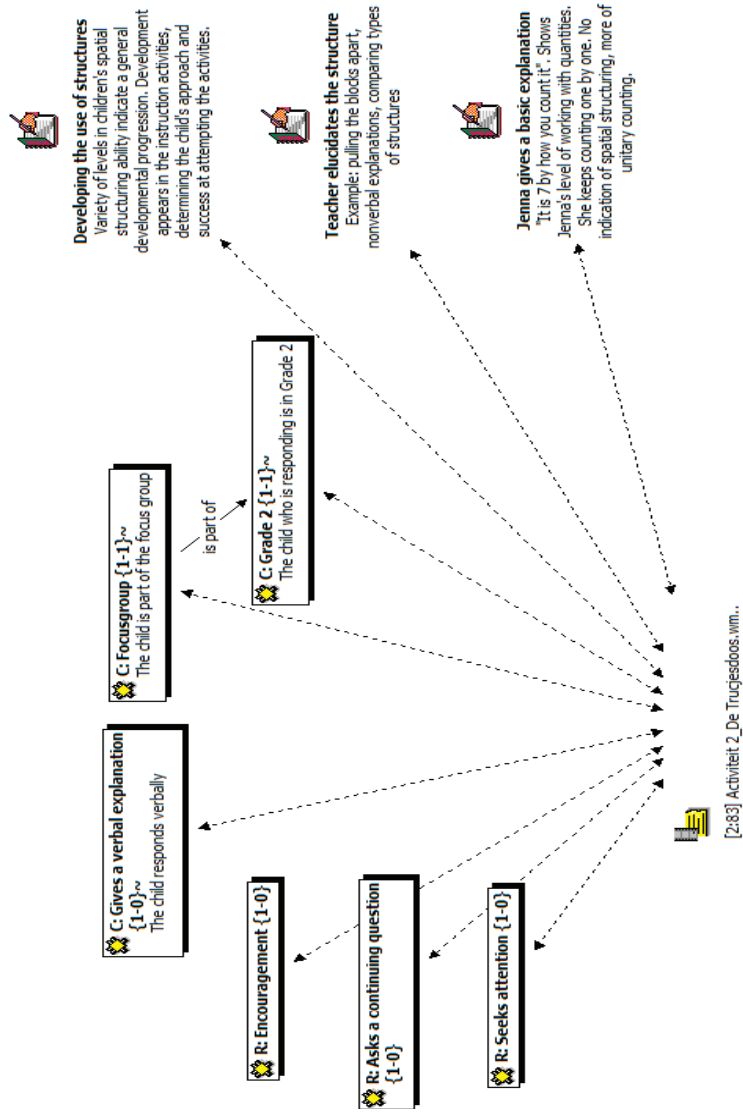 C: Gives a verbal explanation
{1-0}~
The child responds verbally
R: Encouragement {1-0}
R: Asks a continuing question
{1-0}
R: Seeks attention {1-0}
C: Focusgroup {1-1}~
The child is part of the focus group
is part of
C: Grade 2 {1-1}~
The child who is responding is in Grade 2
Developing the use of structures
Variety of levels in children's spatial
structuring ability indicate a general
developmental progression. Development
appears in the instruction activities,
determining the child's approach and
success at attempting the activities.
Teacher elucidates the structure
Example: pulling the blocks apart,
nonverbal explanations, comparing types
of structures
Jenna gives a basic explanation
"It is 7 by how you count it". Shows
Jenna's level of working with quantities.
She keeps counting one by one. No
indication of spatial structuring, more of
unitary counting.
[2:83] Activiteit 2_De Trucjesdoos.wm..